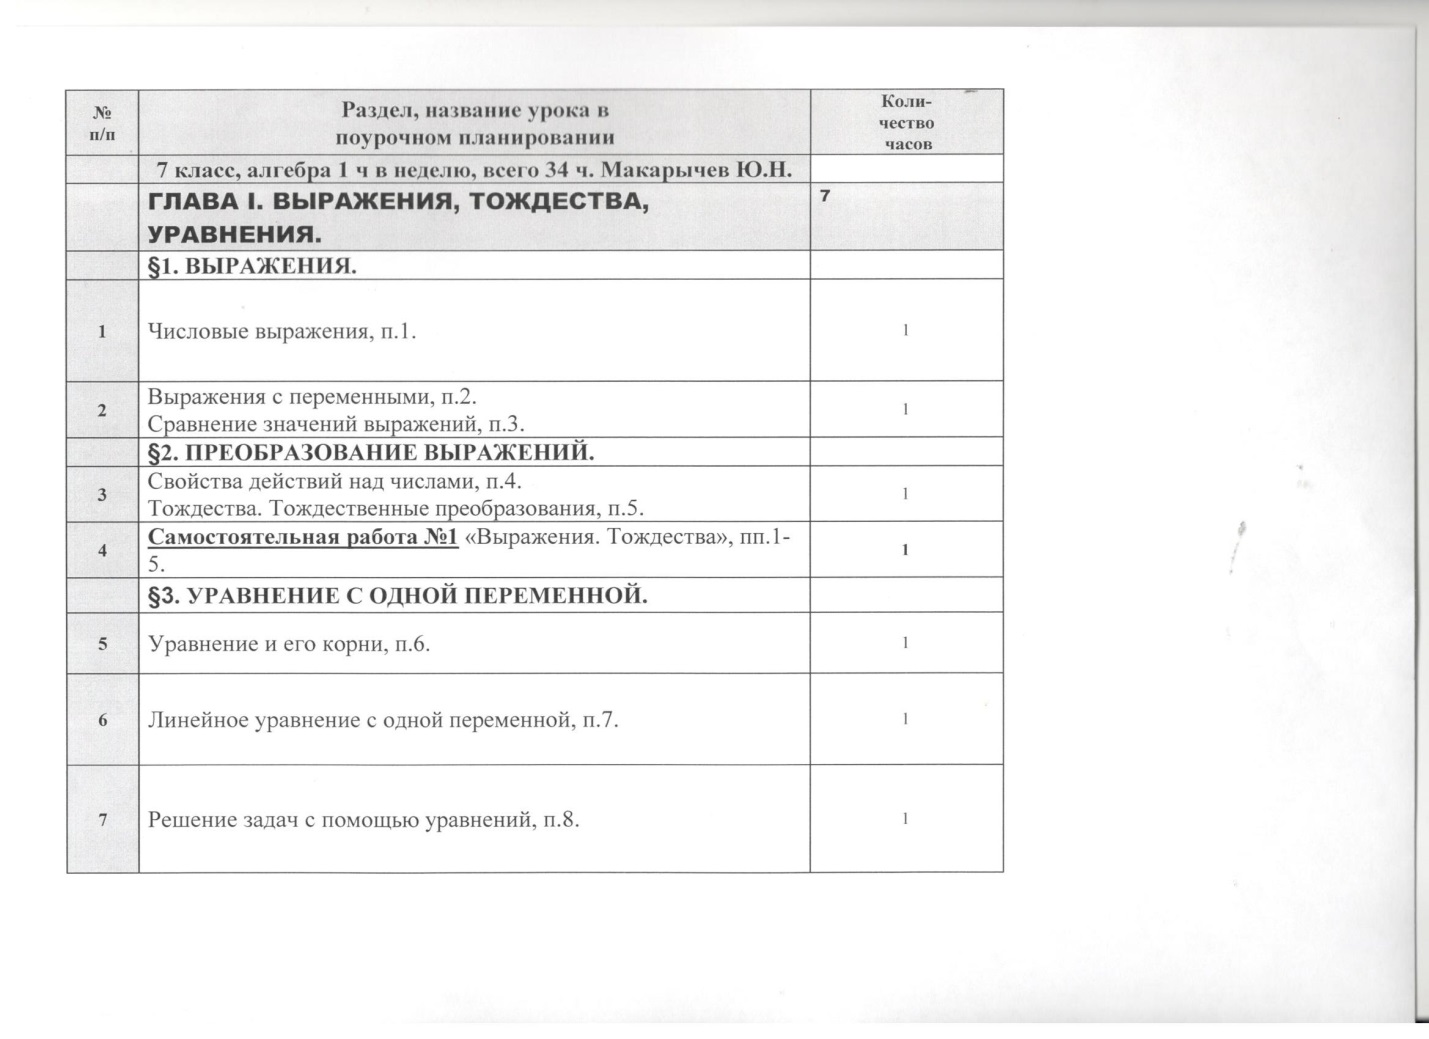 №
п/п
Раздел, название урока в
поурочном планировании
Коли-
чество
часов
7 класс, алгебра 1 ч в неделю, всего 34 ч. Макарычев Ю.Н.
ГЛАВА I. ВЫРАЖЕНИЯ, ТОЖДЕСТВА,
УРАВНЕНИЯ.
7
§1. ВЫРАЖЕНИЯ.
1
Числовые выражения, п.1.
1
2
Выражения с переменными, п.2.
Сравнение значений выражений, п.3.
1
§2. ПРЕОБРАЗОВАНИЕ ВЫРАЖЕНИЙ.
3
Свойства действий над числами, п.4.
Тождества. Тождественные преобразования, п.5.
1
4
Самостоятельная работа №1 «Выражения. Тождества», пп.1-
5.
1
§3. УРАВНЕНИЕ С ОДНОЙ ПЕРЕМЕННОЙ.
5
Уравнение и его корни, п.6.
1
6
Линейное уравнение с одной переменной, п.7.
1
7
Решение задач с помощью уравнений, п.8.
1